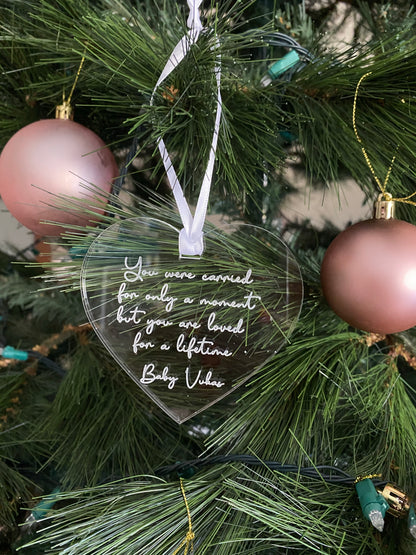 You were carried
for only a moment
but you are loved
for a lifetime
Baby Vukas